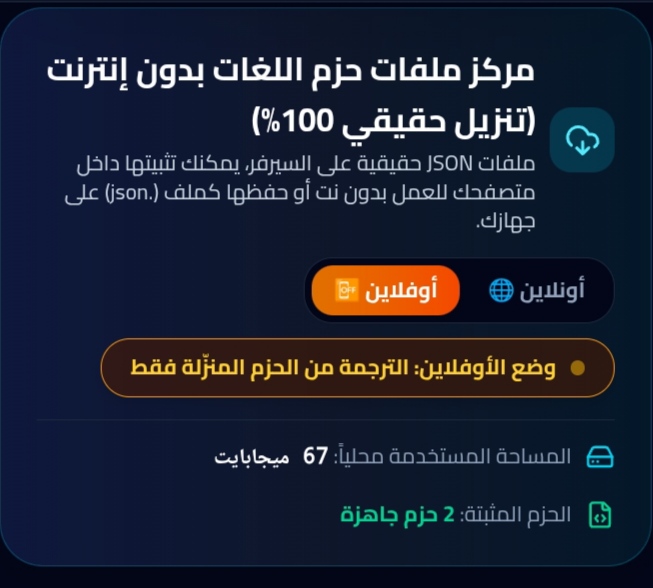 مركز ملفات حزم اللغات بدون إنترنت
(تنزيل حقيقي 100%)
ملفات JSON حقيقية على السيرفر، يمكنك تثبيتها داخل
متصفحك للعمل بدون نت أو حفظها كملف (.json) على
جهازك.
أونلاين 🌐
أوفلاين 📴
وضع الأوفلاين: الترجمة من الحزم المنزّلة فقط
المساحة المستخدمة محلياً: 67 ميجابايت
الحزم المثبتة: 2 حزم جاهزة